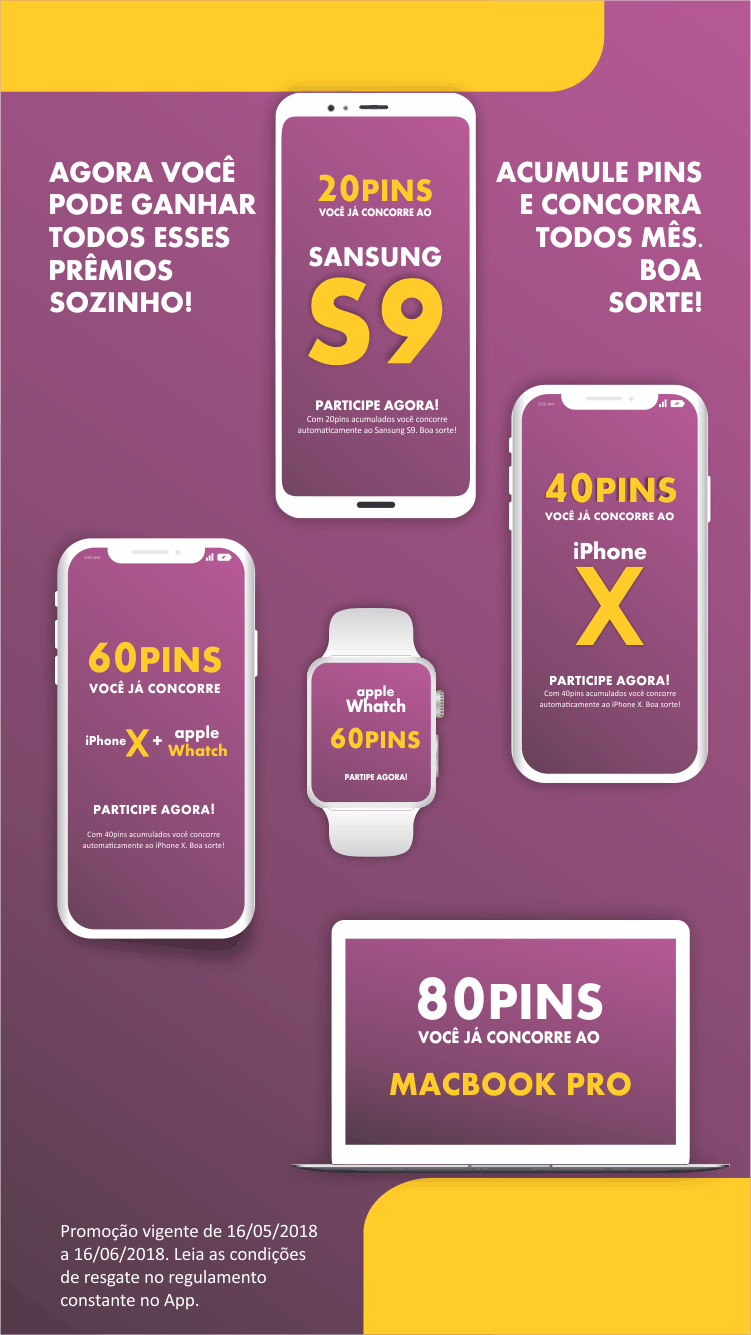 AGORA VOCÊ
PODE GANHAR
TODOS ESSES
PRÊMIOS
SOZINHO!
20PINS
VOCÊ JÁ CONCORRE AO
SANSUNG
S9
PARTICIPE AGORA!
Com 20pins acumulados você concorre
automaticamente ao Sansung S9. Boa sorte!
ACUMULE PINS
E CONCORRA
TODOS MÊS.
BOA
SORTE!
40PINS
VOCÊ JÁ CONCORRE AO
iPhone
X
PARTICIPE AGORA!
Com 40pins acumulados você concorre
automaticamente ao iPhone X. Boa sorte!
60PINS
VOCÊ JÁ CONCORRE
iPhone X + apple
Whatch
PARTICIPE AGORA!
Com 40pins acumulados você concorre
automaticamente ao iPhone X. Boa sorte!
apple
Whatch
60PINS
PARTIPE AGORA!
80PINS
VOCÊ JÁ CONCORRE AO
MACBOOK PRO
Promoção vigente de 16/05/2018
a 16/06/2018. Leia as condições
de resgate no regulamento
constante no App.